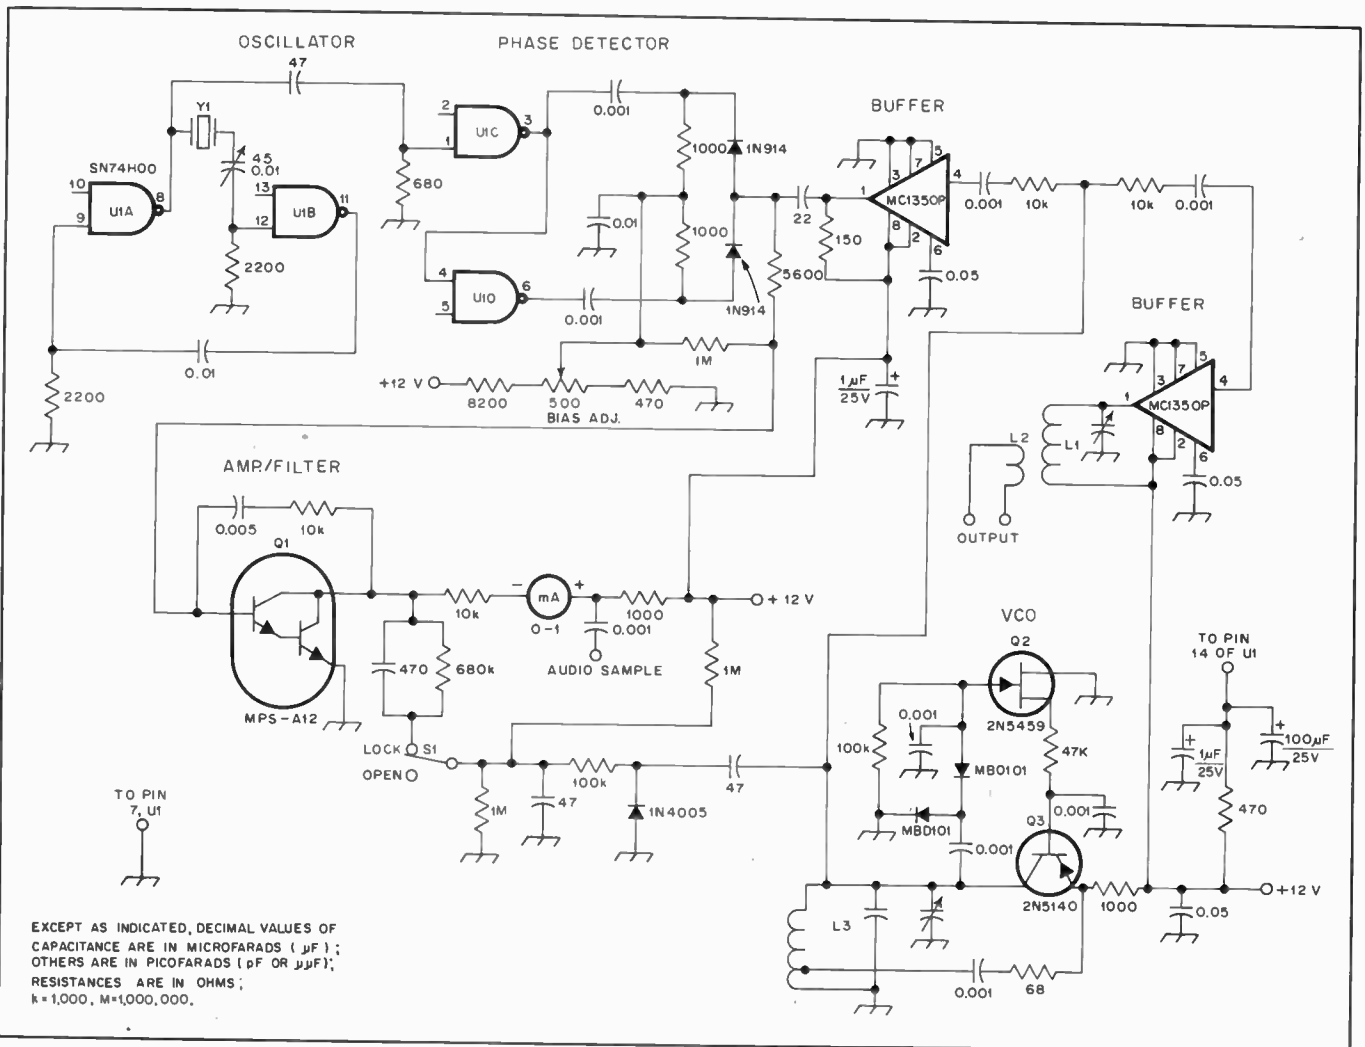 OSCILLATOR
PHASE DETECTOR
BUFFER
47
Y1
45
0.01
SN74H00
10
9
U1A
8
13
12
U1B
11
2200
2200
0.01
2
1
U1C
3
680
0.001
1000
1N914
0.01
1000
4
5
U1D
6
0.001
1N914
5600
22
150
1
3
7
5
MC1350P
4
8
2
6
0.05
0.001
10k
10k
0.001
BUFFER
1
3
7
5
MC1350P
4
8
2
6
0.05
L2
L1
OUTPUT
1M
+12 V
8200
500
470
BIAS ADJ.
1µF
25V
AMP./FILTER
0.005
10k
Q1
MPS-A12
10k
-
mA
+
0-1
1000
0.001
AUDIO SAMPLE
+12 V
470
680k
1M
LOCK
S1
OPEN
1M
47
100k
1N4005
47
VCO
Q2
2N5459
0.001
100k
MBD101
MBD101
47K
0.001
0.001
Q3
2N5140
1000
L3
0.001
68
TO PIN
14 OF U1
+
1µF
25V
+
100µF
25V
470
0.05
+12 V
TO PIN
7, U1
EXCEPT AS INDICATED, DECIMAL VALUES OF
CAPACITANCE ARE IN MICROFARADS ( µF ) ;
OTHERS ARE IN PICOFARADS ( pF OR µµF);
RESISTANCES ARE IN OHMS ;
k = 1,000 , M=1,000,000.